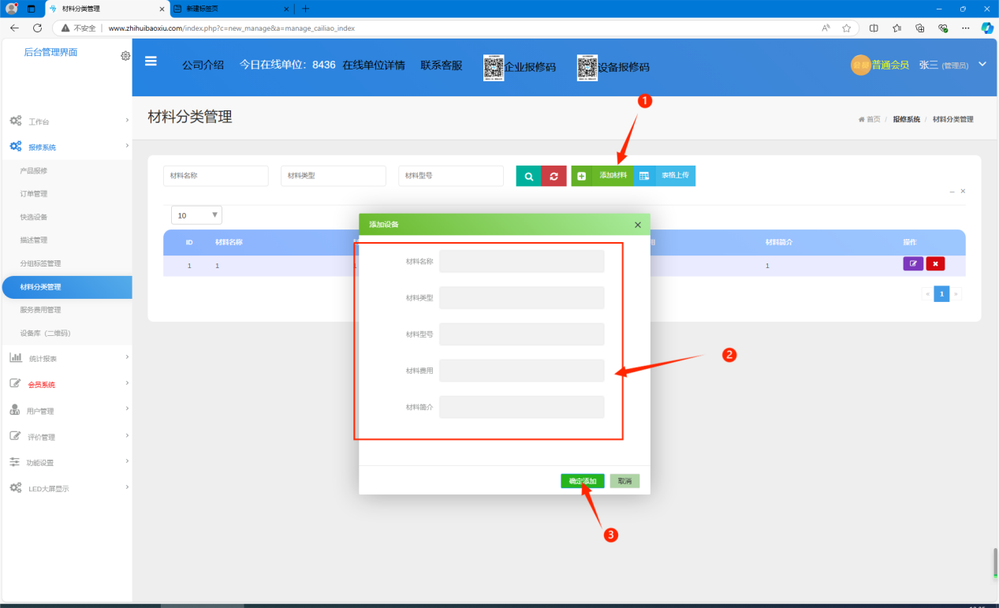 材料分类管理
新建标签页
不安全 www.zhihuibaoxiu.com/index.php?c=new_manage&a=manage_cailiao_index
后台管理界面
公司介绍 今日在线单位：8436 在线单位详情 联系客服 企业报修码 设备报修码
普通会员 张三 (管理员)
1
材料分类管理
首页 / 报修系统 / 材料分类管理
工作台
报修系统
产品报修
订单管理
快选设备
描述管理
分组标签管理
材料分类管理
服务费用管理
设备库（二维码）
统计报表
会员系统
用户管理
评价管理
功能设置
LED大屏显示
材料名称 材料类型 材料型号 添加材料 表格上传
10
ID 材料名称 材料简介 操作
1 1 1 1
« 1 »
添加设备
材料名称
材料类型
材料型号
材料费用
材料简介
2
确定添加 取消
3